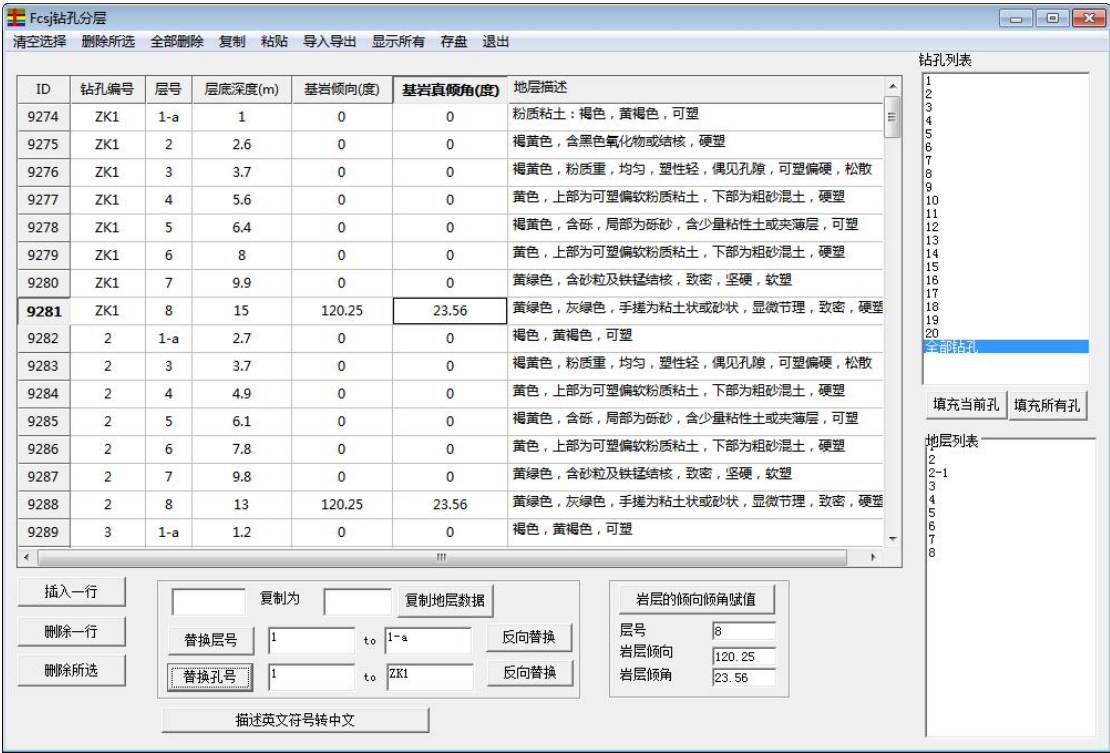 Fcsj钻孔分层
清空选择 删除所选 全部删除 复制 粘贴 导入导出 显示所有 存盘 退出
ID 钻孔编号 层号 层底深度(m) 基岩倾向(度) 基岩真倾角(度) 地层描述
9274 ZK1 1-a 1 0 0 粉质粘土：褐色，黄褐色，可塑
9275 ZK1 2 2.6 0 0 褐黄色，含黑色氧化物或结核，硬塑
9276 ZK1 3 3.7 0 0 褐黄色，粉质重，均匀，塑性轻，偶见孔隙，可塑偏硬，松散
9277 ZK1 4 5.6 0 0 黄色，上部为可塑偏软粉质粘土，下部为粗砂混土，硬塑
9278 ZK1 5 6.4 0 0 褐黄色，含砾，局部为砾砂，含少量粘性土或夹薄层，可塑
9279 ZK1 6 8 0 0 黄色，上部为可塑偏软粉质粘土，下部为粗砂混土，硬塑
9280 ZK1 7 9.9 0 0 黄绿色，含砂粒及铁锰结核，致密，坚硬，软塑
9281 ZK1 8 15 120.25 23.56 黄绿色，灰绿色，手搓为粘土状或砂状，显微节理，致密，硬塑
9282 2 1-a 2.7 0 0 褐色，黄褐色，可塑
9283 2 3 3.7 0 0 褐黄色，粉质重，均匀，塑性轻，偶见孔隙，可塑偏硬，松散
9284 2 4 4.9 0 0 黄色，上部为可塑偏软粉质粘土，下部为粗砂混土，硬塑
9285 2 5 6.1 0 0 褐黄色，含砾，局部为砾砂，含少量粘性土或夹薄层，可塑
9286 2 6 7.8 0 0 黄色，上部为可塑偏软粉质粘土，下部为粗砂混土，硬塑
9287 2 7 9.8 0 0 黄绿色，含砂粒及铁锰结核，致密，坚硬，软塑
9288 2 8 13 120.25 23.56 黄绿色，灰绿色，手搓为粘土状或砂状，显微节理，致密，硬塑
9289 3 1-a 1.2 0 0 褐色，黄褐色，可塑
钻孔列表
1
2
3
4
5
6
7
8
9
10
11
12
13
14
15
16
17
18
19
20
全部钻孔
填充当前孔 填充所有孔
地层列表
1
2
2-1
3
4
5
6
7
8
插入一行
删除一行
删除所选
复制为 复制地层数据
替换层号 1 to 1-a 反向替换
替换孔号 1 to ZK1 反向替换
描述英文符号转中文
岩层的倾向倾角赋值
层号 8
岩层倾向 120.25
岩层倾角 23.56